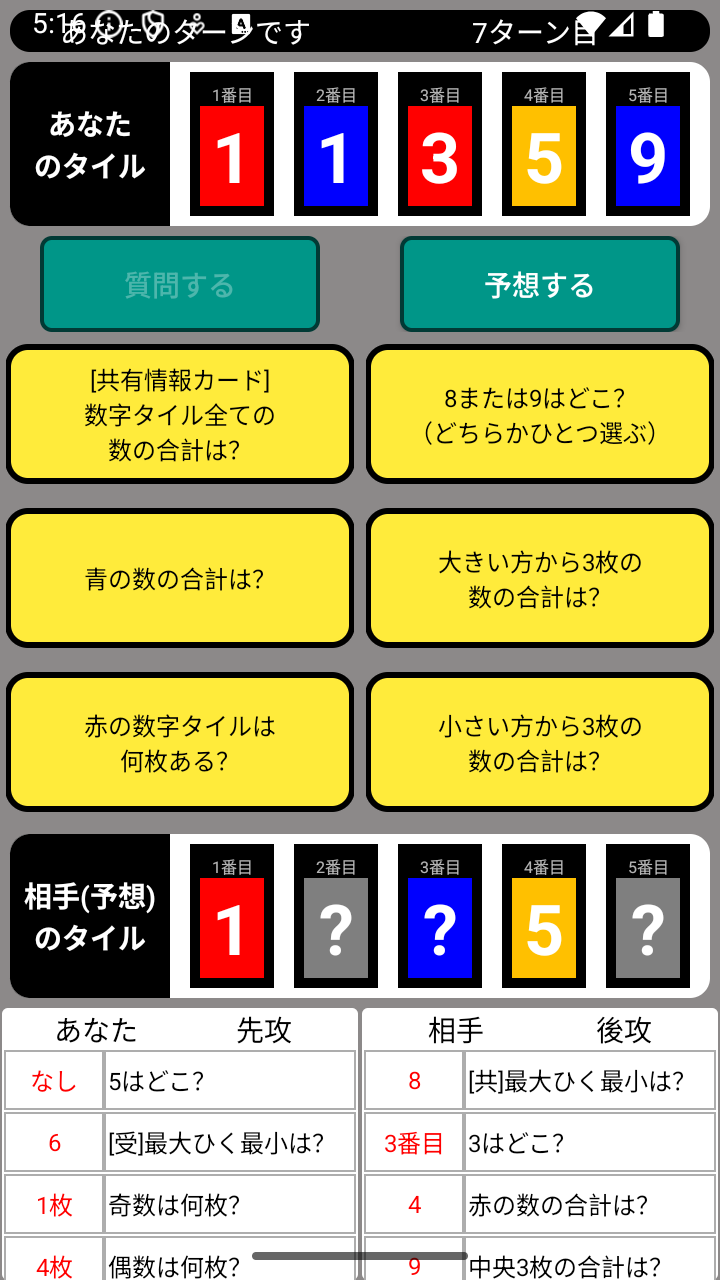 5:16
あなたのターンです 7ターン目
あなた
のタイル
1番目 2番目 3番目 4番目 5番目
1 1 3 5 9
質問する 予想する
[共有情報カード]
数字タイル全ての
数の合計は?
8または9はどこ?
(どちらかひとつ選ぶ)
青の数の合計は?
大きい方から3枚の
数の合計は?
赤の数字タイルは
何枚ある?
小さい方から3枚の
数の合計は?
相手(予想)
のタイル
1番目 2番目 3番目 4番目 5番目
1 ? ? 5 ?
あなた 先攻
なし 5はどこ?
6 [受]最大ひく最小は?
1枚 奇数は何枚?
4枚 偶数は何枚?
相手 後攻
8 [共]最大ひく最小は?
3番目 3はどこ?
4 赤の数の合計は?
9 中央3枚の合計は?